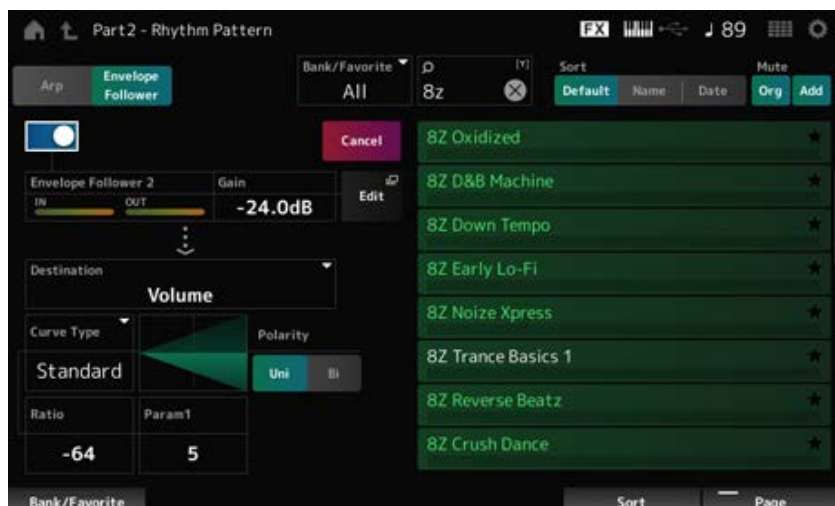 Part2 - Rhythm Pattern
FX
♩ 89
Arp
Envelope
Follower
Bank/Favorite
All
[Y]
8z
Sort
Default
Name
Date
Mute
Org
Add
Cancel
Envelope Follower 2
IN
OUT
Gain
-24.0dB
Edit
Destination
Volume
Curve Type
Standard
Polarity
Uni
Bi
Ratio
-64
Param1
5
8Z Oxidized
8Z D&B Machine
8Z Down Tempo
8Z Early Lo-Fi
8Z Noize Xpress
8Z Trance Basics 1
8Z Reverse Beatz
8Z Crush Dance
Bank/Favorite
Sort
Page